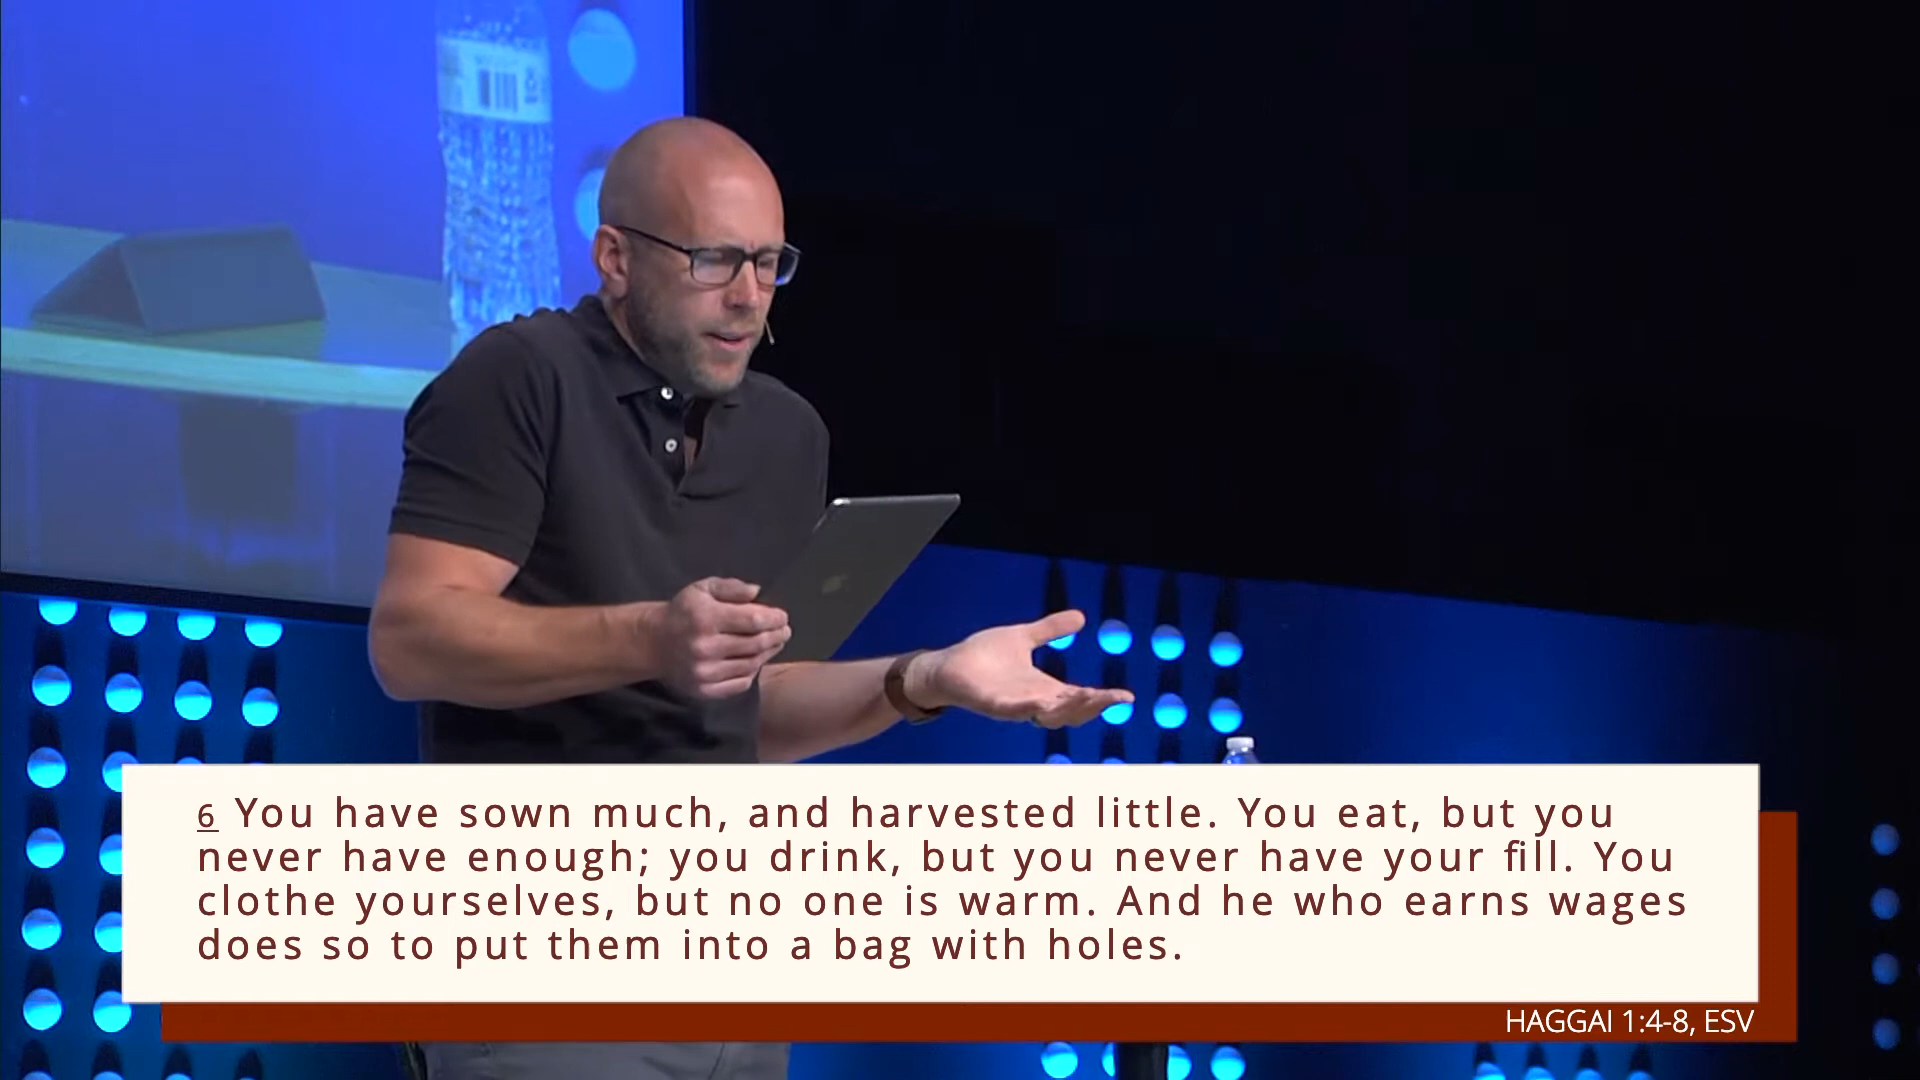 6 You have sown much, and harvested little. You eat, but you
never have enough; you drink, but you never have your fill. You
clothe yourselves, but no one is warm. And he who earns wages
does so to put them into a bag with holes.
HAGGAI 1:4-8, ESV